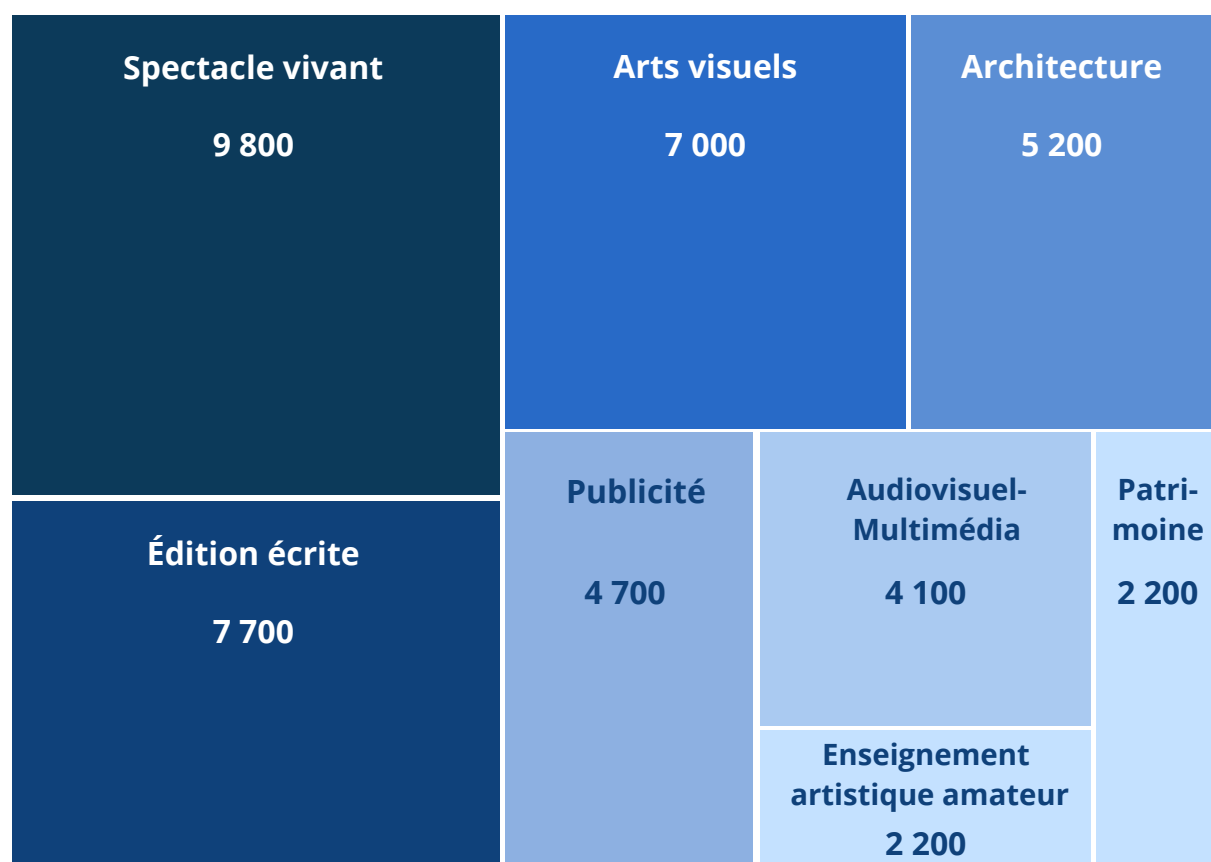 Spectacle vivant
9 800
Arts visuels
7 000
Architecture
5 200
Édition écrite
7 700
Publicité
4 700
Audiovisuel-
Multimédia
4 100
Patri-
moine
2 200
Enseignement
artistique amateur
2 200